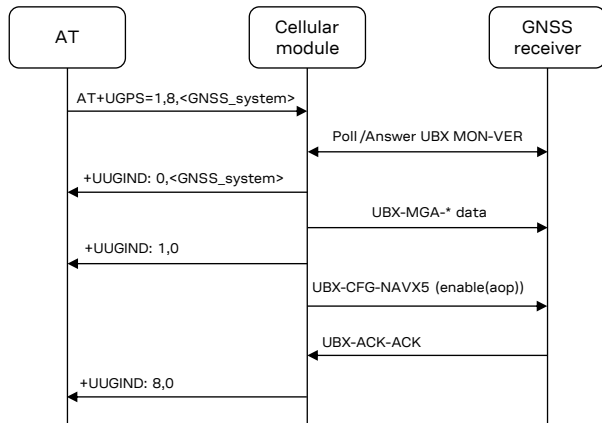 AT
Cellular
module
GNSS
receiver
AT+UGPS=1,8,<GNSS_system>
Poll/Answer UBX MON-VER
+UUGIND: 0,<GNSS_system>
UBX-MGA-* data
+UUGIND: 1,0
UBX-CFG-NAVX5 (enable(aop))
UBX-ACK-ACK
+UUGIND: 8,0